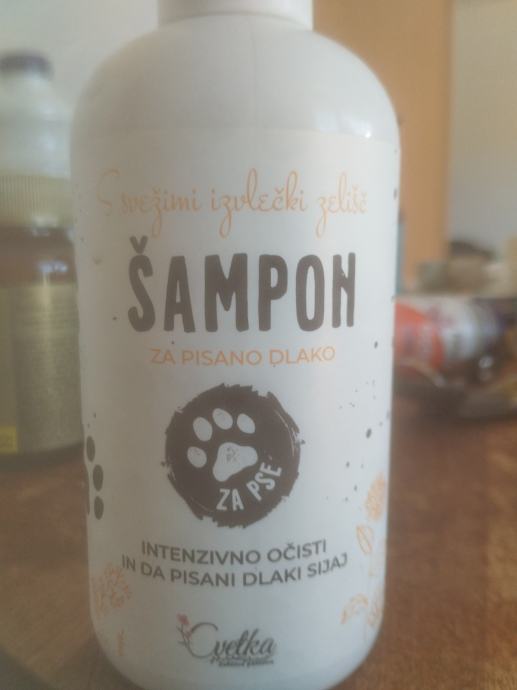 S svežimi izvlečki zelišč
ŠAMPON
ZA PISANO DLAKO
ZA PSE
INTENZIVNO OČISTI
IN DA PISANI DLAKI SIJAJ
Cvetka